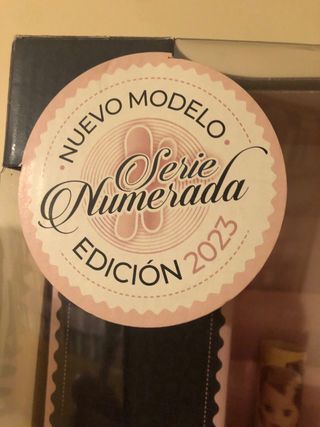 · NUEVO MODELO ·
Serie
Numerada
EDICIÓN 2023